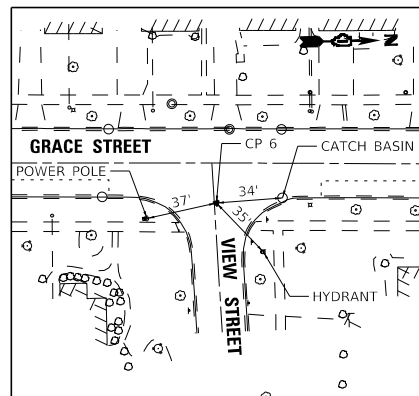 N
CP 6
GRACE STREET
CATCH BASIN
POWER POLE
37'
34'
35'
VIEW STREET
HYDRANT